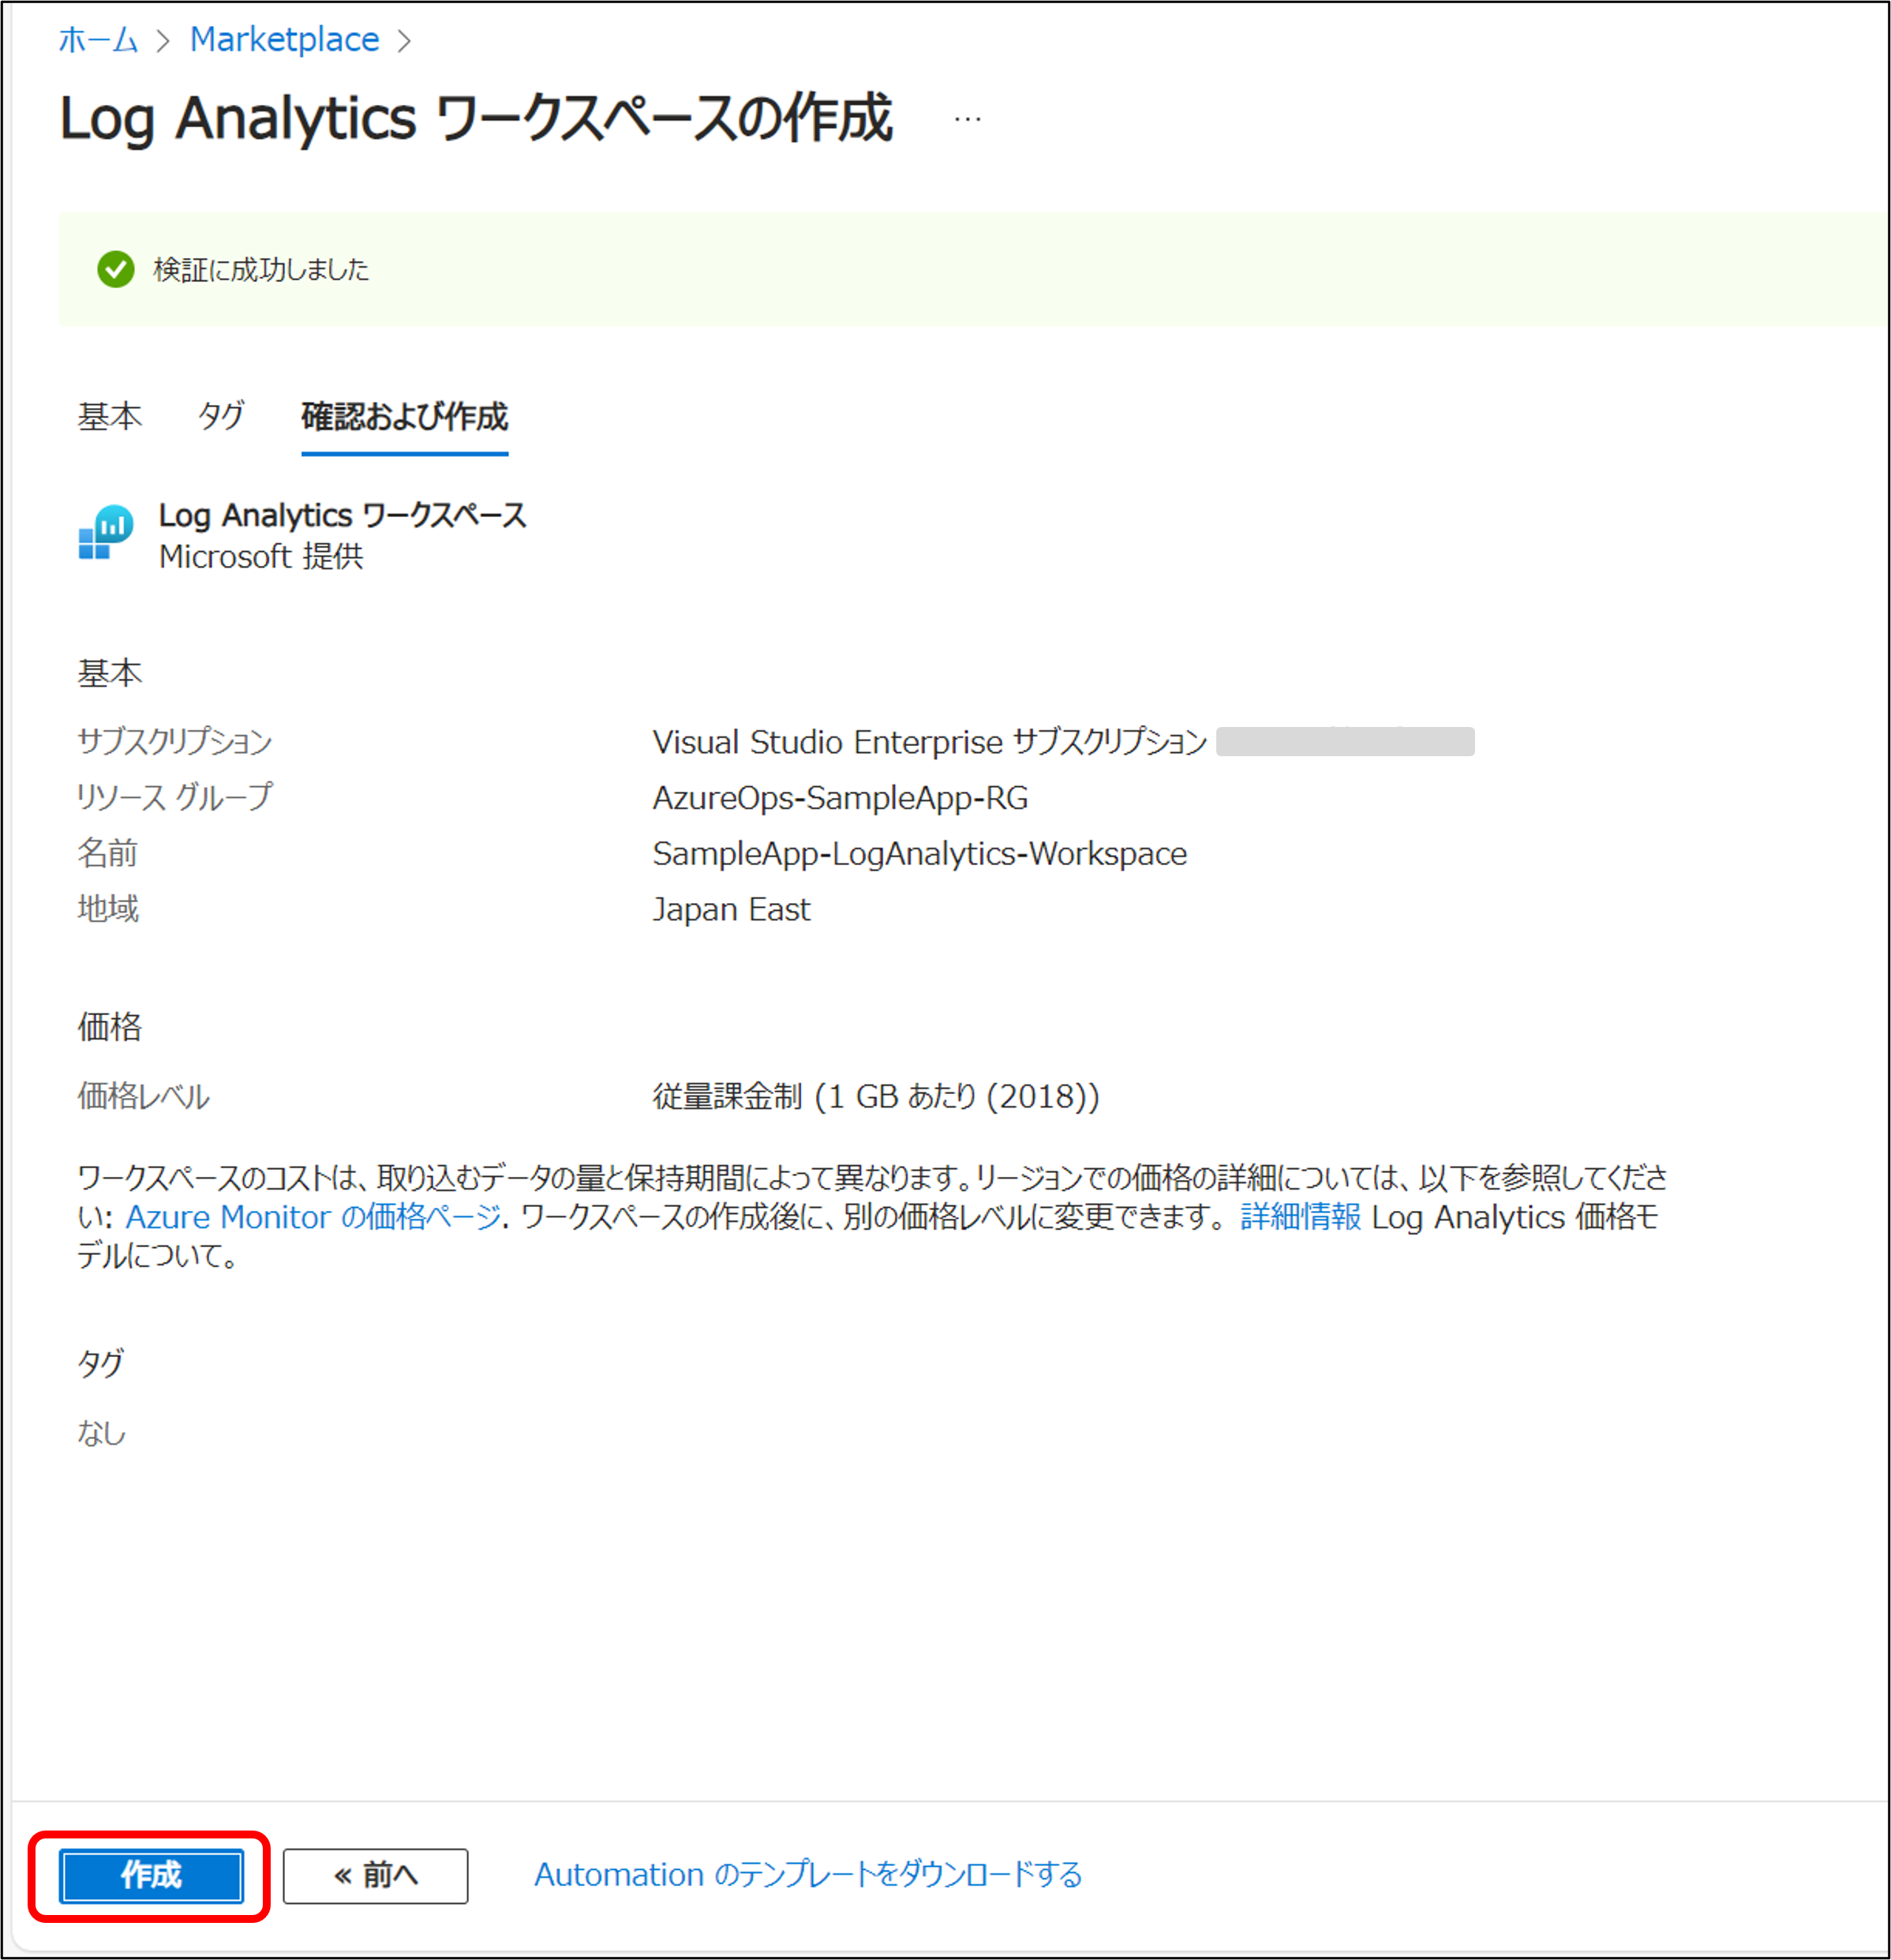 ホーム > Marketplace >
Log Analytics ワークスペースの作成 …
検証に成功しました
基本 タグ 確認および作成
Log Analytics ワークスペース
Microsoft 提供
基本
サブスクリプション Visual Studio Enterprise サブスクリプション
リソース グループ AzureOps-SampleApp-RG
名前 SampleApp-LogAnalytics-Workspace
地域 Japan East
価格
価格レベル 従量課金制 (1 GB あたり (2018))
ワークスペースのコストは、取り込むデータの量と保持期間によって異なります。リージョンでの価格の詳細については、以下を参照してくださ
い: Azure Monitor の価格ページ. ワークスペースの作成後に、別の価格レベルに変更できます。 詳細情報 Log Analytics 価格モ
デルについて。
タグ
なし
作成 « 前へ Automation のテンプレートをダウンロードする